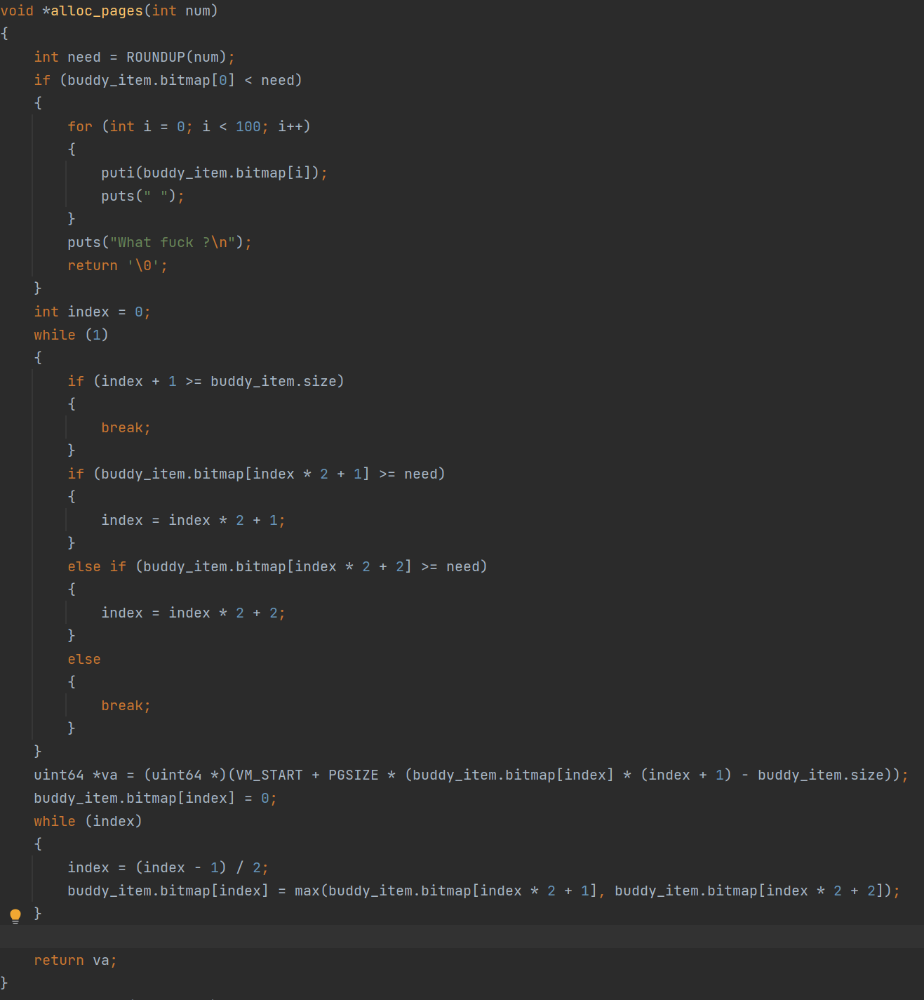 void *alloc_pages(int num)
{
    int need = ROUNDUP(num);
    if (buddy_item.bitmap[0] < need)
    {
        for (int i = 0; i < 100; i++)
        {
            puti(buddy_item.bitmap[i]);
            puts(" ");
        }
        puts("What fuck ?\n");
        return '\0';
    }
    int index = 0;
    while (1)
    {
        if (index + 1 >= buddy_item.size)
        {
            break;
        }
        if (buddy_item.bitmap[index * 2 + 1] >= need)
        {
            index = index * 2 + 1;
        }
        else if (buddy_item.bitmap[index * 2 + 2] >= need)
        {
            index = index * 2 + 2;
        }
        else
        {
            break;
        }
    }
    uint64 *va = (uint64 *)(VM_START + PGSIZE * (buddy_item.bitmap[index] * (index + 1) - buddy_item.size));
    buddy_item.bitmap[index] = 0;
    while (index)
    {
        index = (index - 1) / 2;
        buddy_item.bitmap[index] = max(buddy_item.bitmap[index * 2 + 1], buddy_item.bitmap[index * 2 + 2]);
    }
    return va;
}